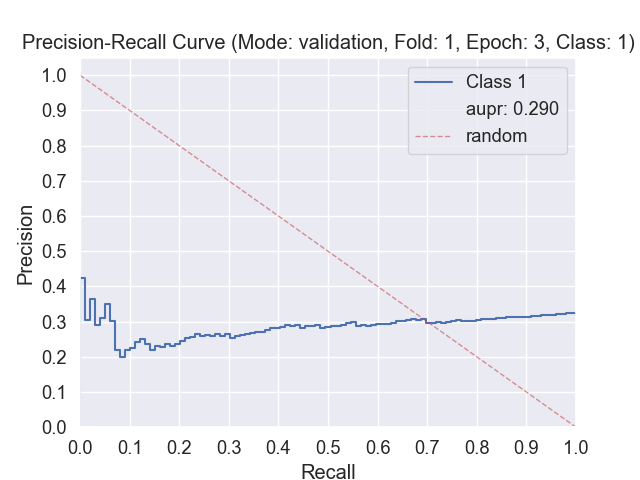 Precision-Recall Curve (Mode: validation, Fold: 1, Epoch: 3, Class: 1)
Class 1
aupr: 0.290
random
Precision
1.0
0.9
0.8
0.7
0.6
0.5
0.4
0.3
0.2
0.1
0.0
0.0 0.1 0.2 0.3 0.4 0.5 0.6 0.7 0.8 0.9 1.0
Recall